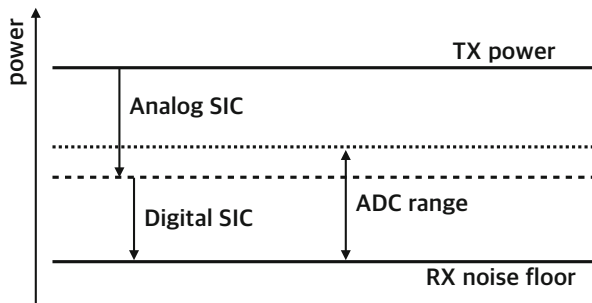 power
TX power
Analog SIC
ADC range
Digital SIC
RX noise floor